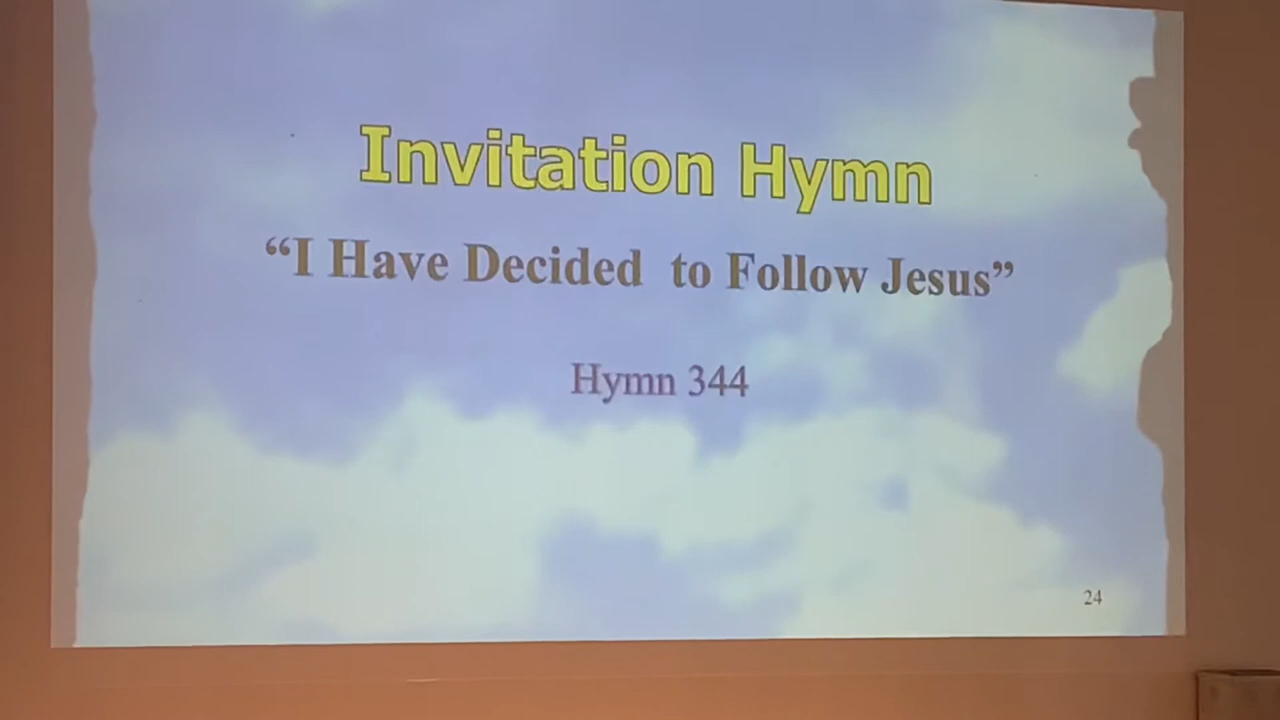 Invitation Hymn
“I Have Decided to Follow Jesus”
Hymn 344
24